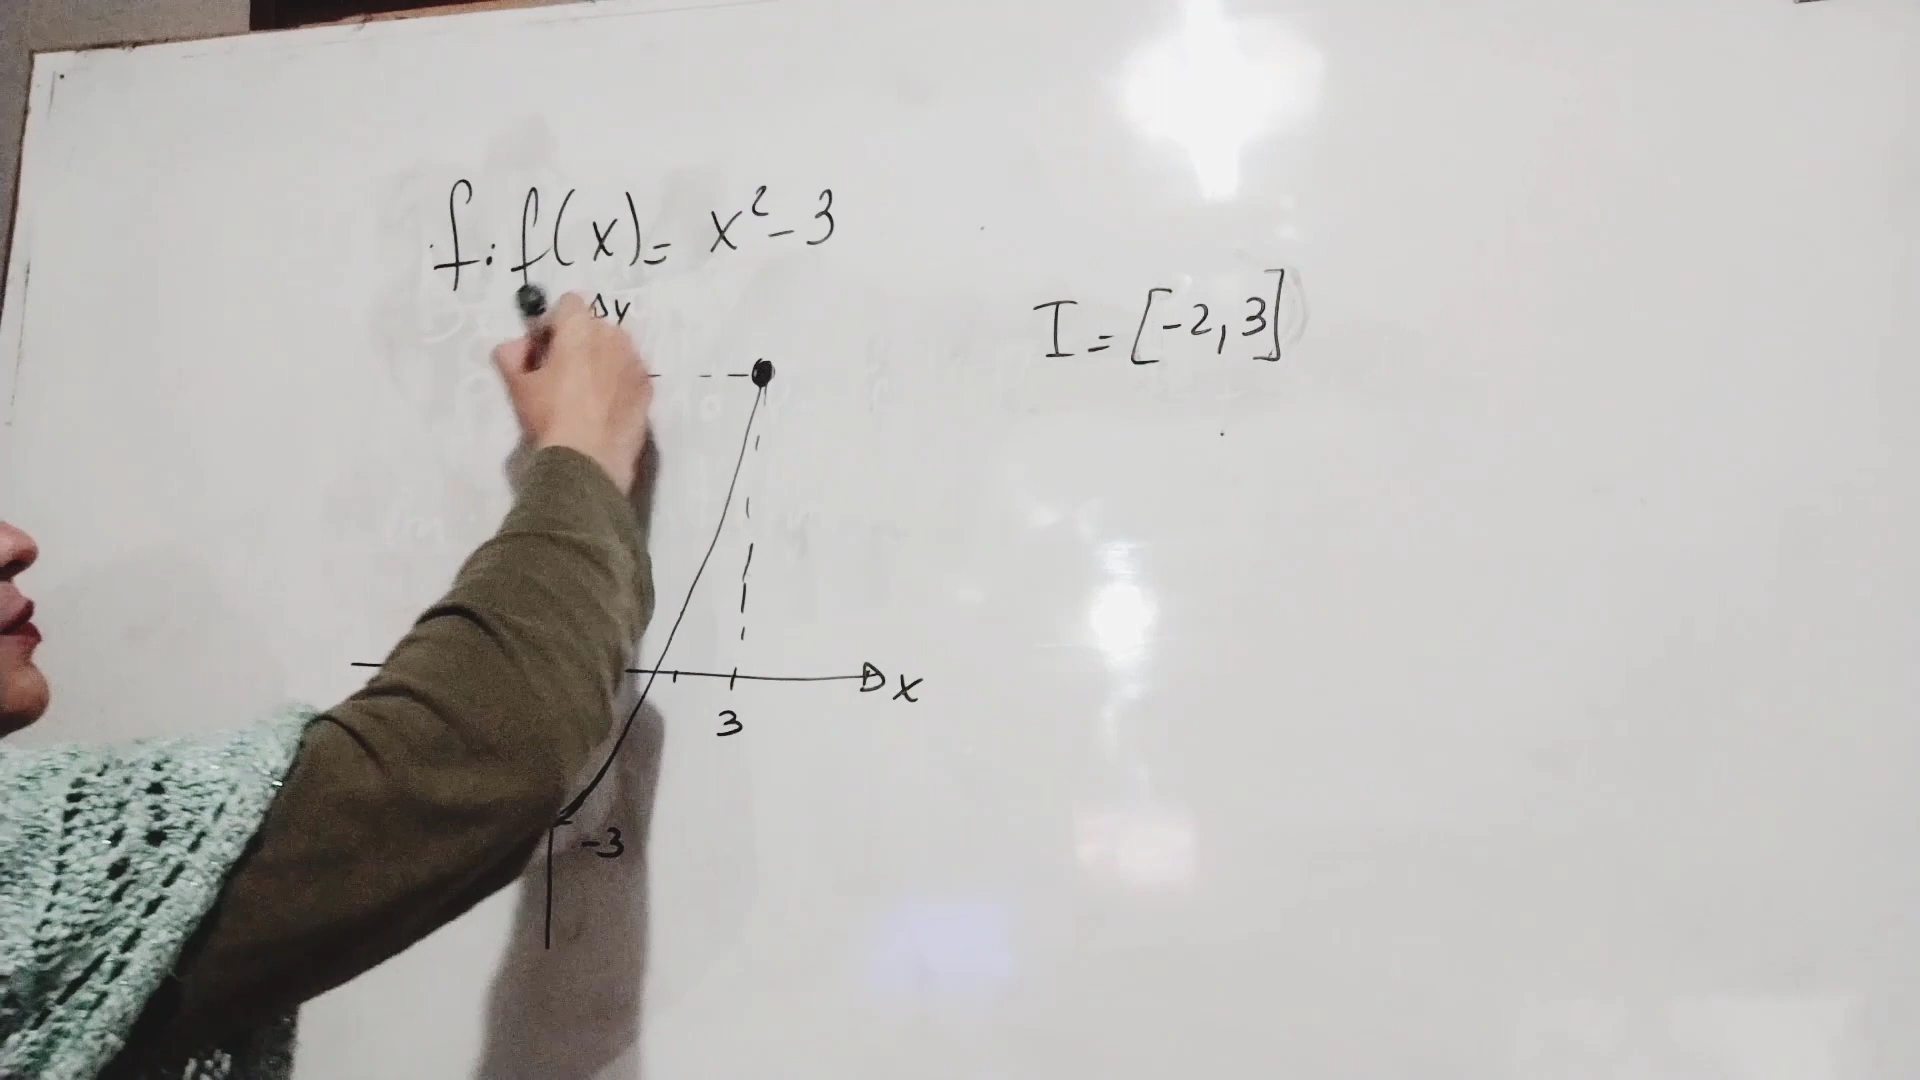 f: f(x) = x² - 3
y
I = [-2, 3]
x
3
-3